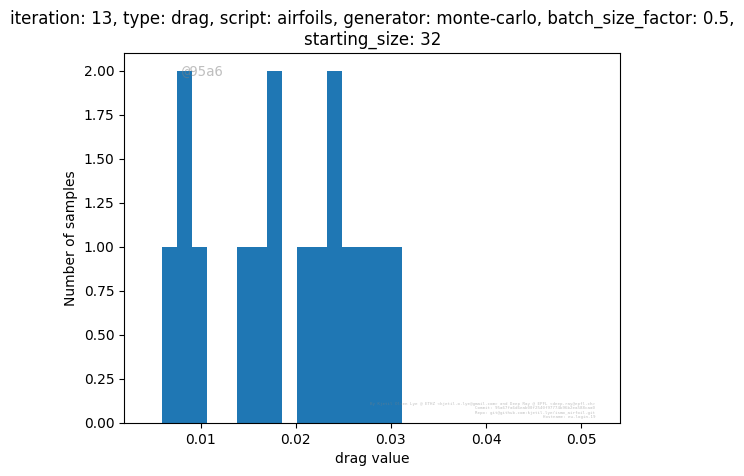 iteration: 13, type: drag, script: airfoils, generator: monte-carlo, batch_size_factor: 0.5,
starting_size: 32
@95a6
2.00
1.75
1.50
1.25
1.00
0.75
0.50
0.25
0.00
Number of samples
0.01
0.02
0.03
0.04
0.05
drag value